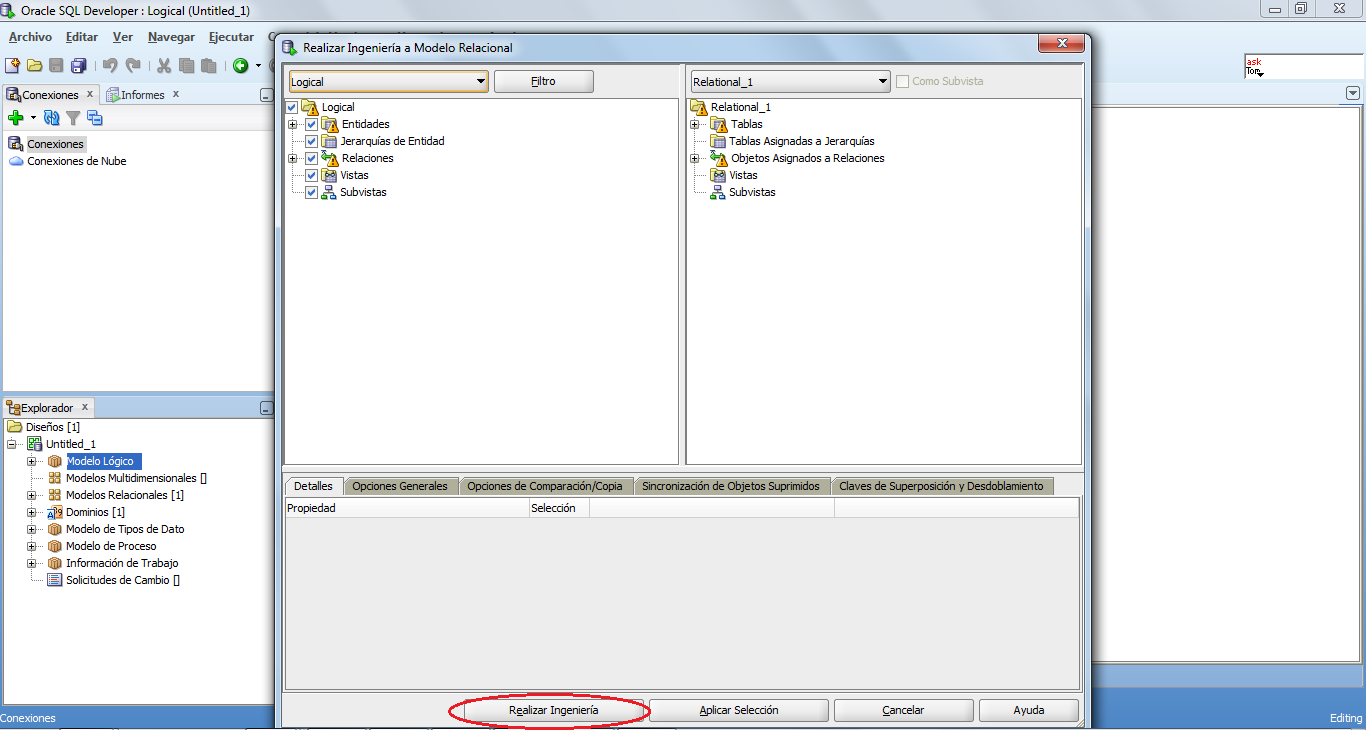 Oracle SQL Developer : Logical (Untitled_1)
Archivo Editar Ver Navegar Ejecutar
ask
Tom
Conexiones x Informes x
Conexiones
Conexiones de Nube
Explorador x
Diseños [1]
Untitled_1
Modelo Lógico
Modelos Multidimensionales []
Modelos Relacionales [1]
Dominios [1]
Modelo de Tipos de Dato
Modelo de Proceso
Información de Trabajo
Solicitudes de Cambio []
Realizar Ingeniería a Modelo Relacional
Logical Filtro
Logical
Entidades
Jerarquías de Entidad
Relaciones
Vistas
Subvistas
Relational_1 Como Subvista
Relational_1
Tablas
Tablas Asignadas a Jerarquías
Objetos Asignados a Relaciones
Vistas
Subvistas
Detalles Opciones Generales Opciones de Comparación/Copia Sincronización de Objetos Suprimidos Claves de Superposición y Desdoblamiento
Propiedad Selección
Realizar Ingeniería Aplicar Selección Cancelar Ayuda
Conexiones Editing